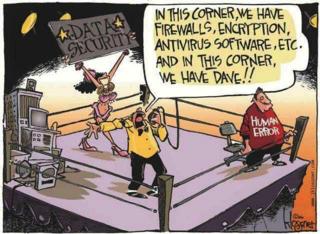 DATA
SECURITY
IN THIS CORNER, WE HAVE
FIREWALLS, ENCRYPTION,
ANTIVIRUS SOFTWARE, ETC.
AND IN THIS CORNER,
WE HAVE DAVE!!
HUMAN
ERROR